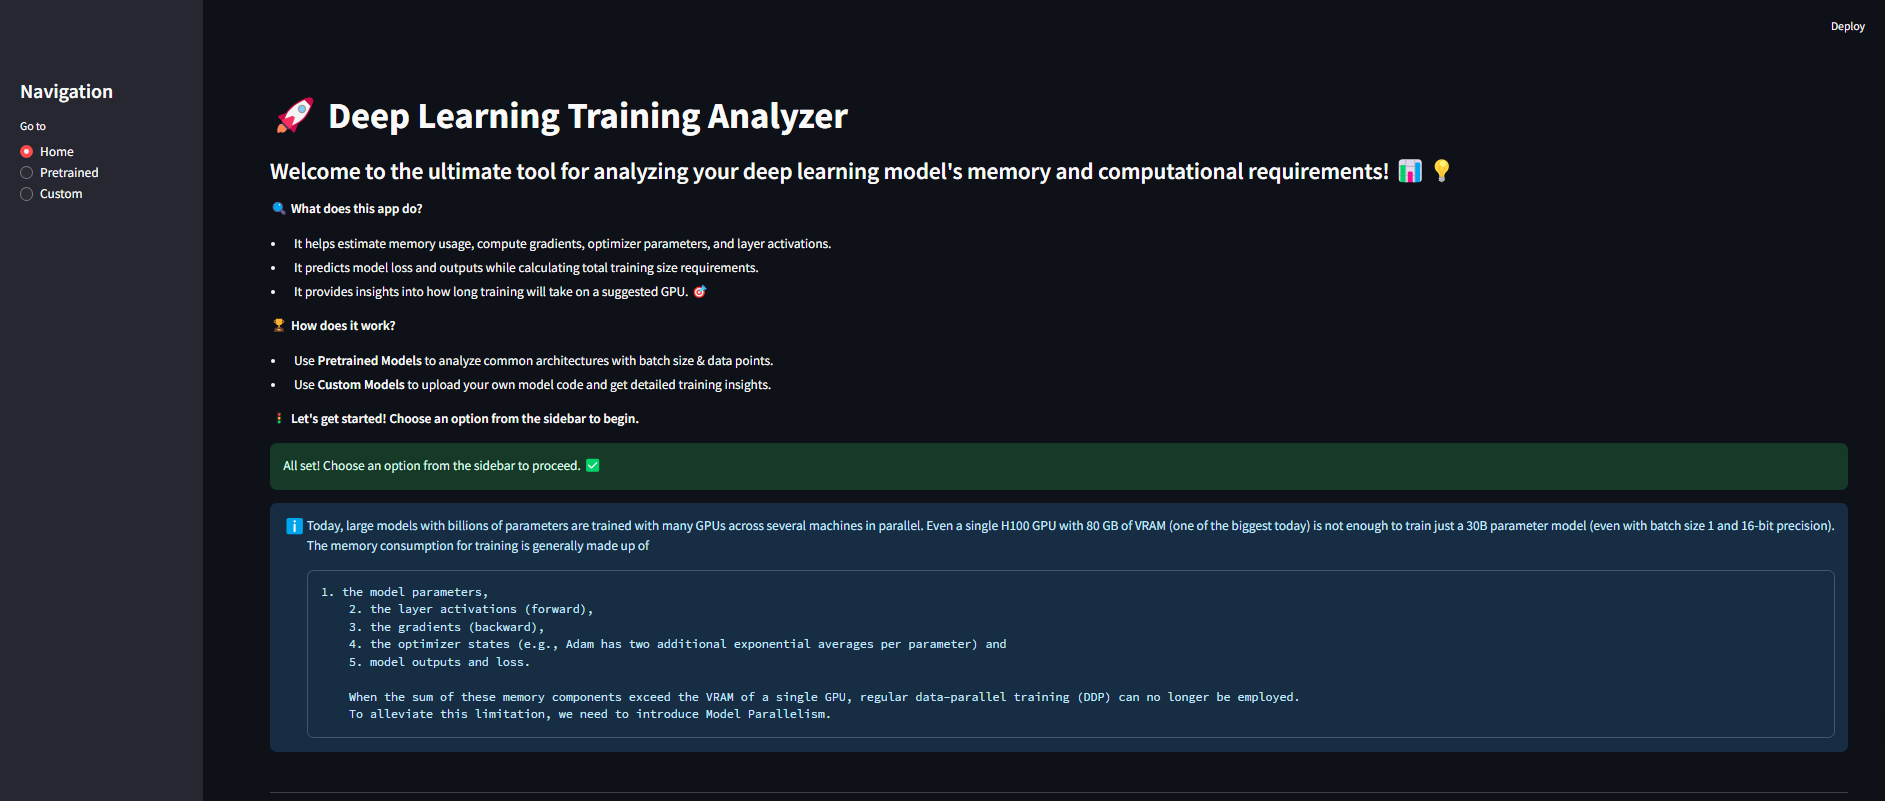 Deploy
Navigation
Go to
Home
Pretrained
Custom
🚀 Deep Learning Training Analyzer
Welcome to the ultimate tool for analyzing your deep learning model's memory and computational requirements! 📊 💡
🔍 What does this app do?
• It helps estimate memory usage, compute gradients, optimizer parameters, and layer activations.
• It predicts model loss and outputs while calculating total training size requirements.
• It provides insights into how long training will take on a suggested GPU. 🎯
🏆 How does it work?
• Use Pretrained Models to analyze common architectures with batch size & data points.
• Use Custom Models to upload your own model code and get detailed training insights.
🚦 Let's get started! Choose an option from the sidebar to begin.
All set! Choose an option from the sidebar to proceed. ✅
ℹ️ Today, large models with billions of parameters are trained with many GPUs across several machines in parallel. Even a single H100 GPU with 80 GB of VRAM (one of the biggest today) is not enough to train just a 30B parameter model (even with batch size 1 and 16-bit precision).
The memory consumption for training is generally made up of
1. the model parameters,
2. the layer activations (forward),
3. the gradients (backward),
4. the optimizer states (e.g., Adam has two additional exponential averages per parameter) and
5. model outputs and loss.
When the sum of these memory components exceed the VRAM of a single GPU, regular data-parallel training (DDP) can no longer be employed.
To alleviate this limitation, we need to introduce Model Parallelism.